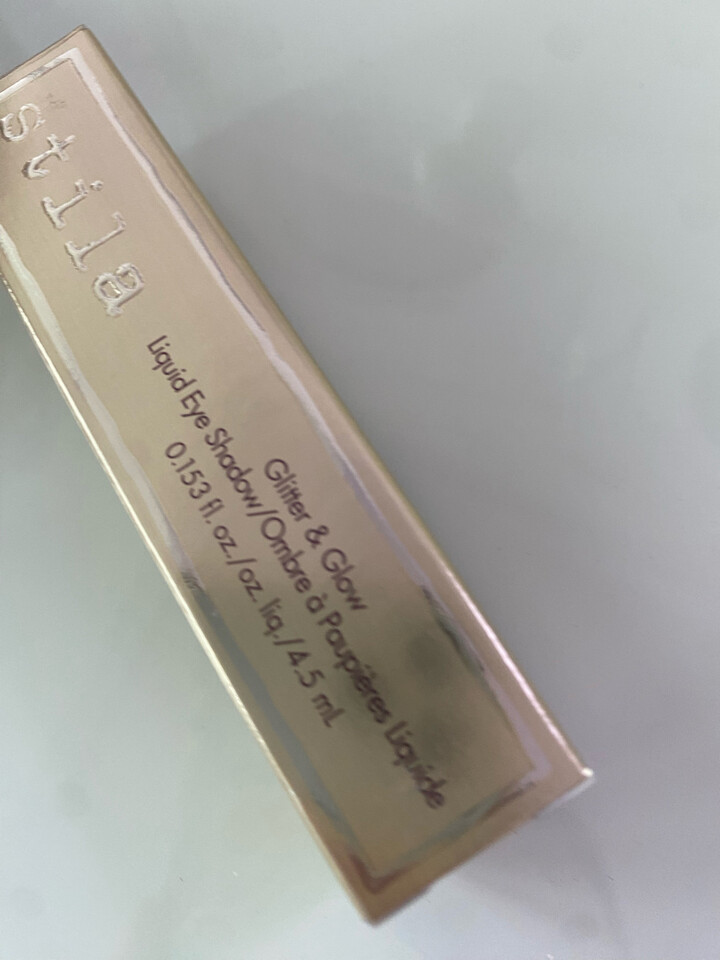 stila
Glitter & Glow
Liquid Eye Shadow/Ombre à Paupières Liquide
0.153 fl. oz./oz. liq./4.5 mL